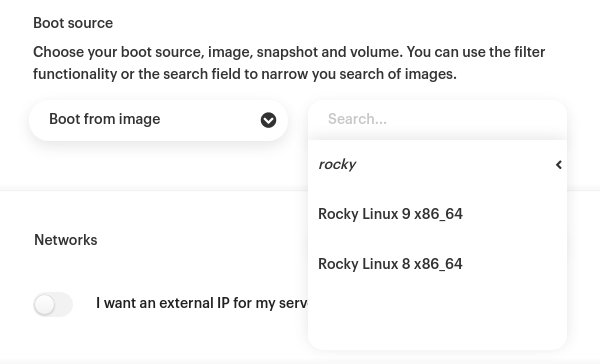 Boot source
Choose your boot source, image, snapshot and volume. You can use the filter
functionality or the search field to narrow you search of images.
Boot from image
Search...
rocky
Rocky Linux 9 x86_64
Networks
Rocky Linux 8 x86_64
I want an external IP for my serv